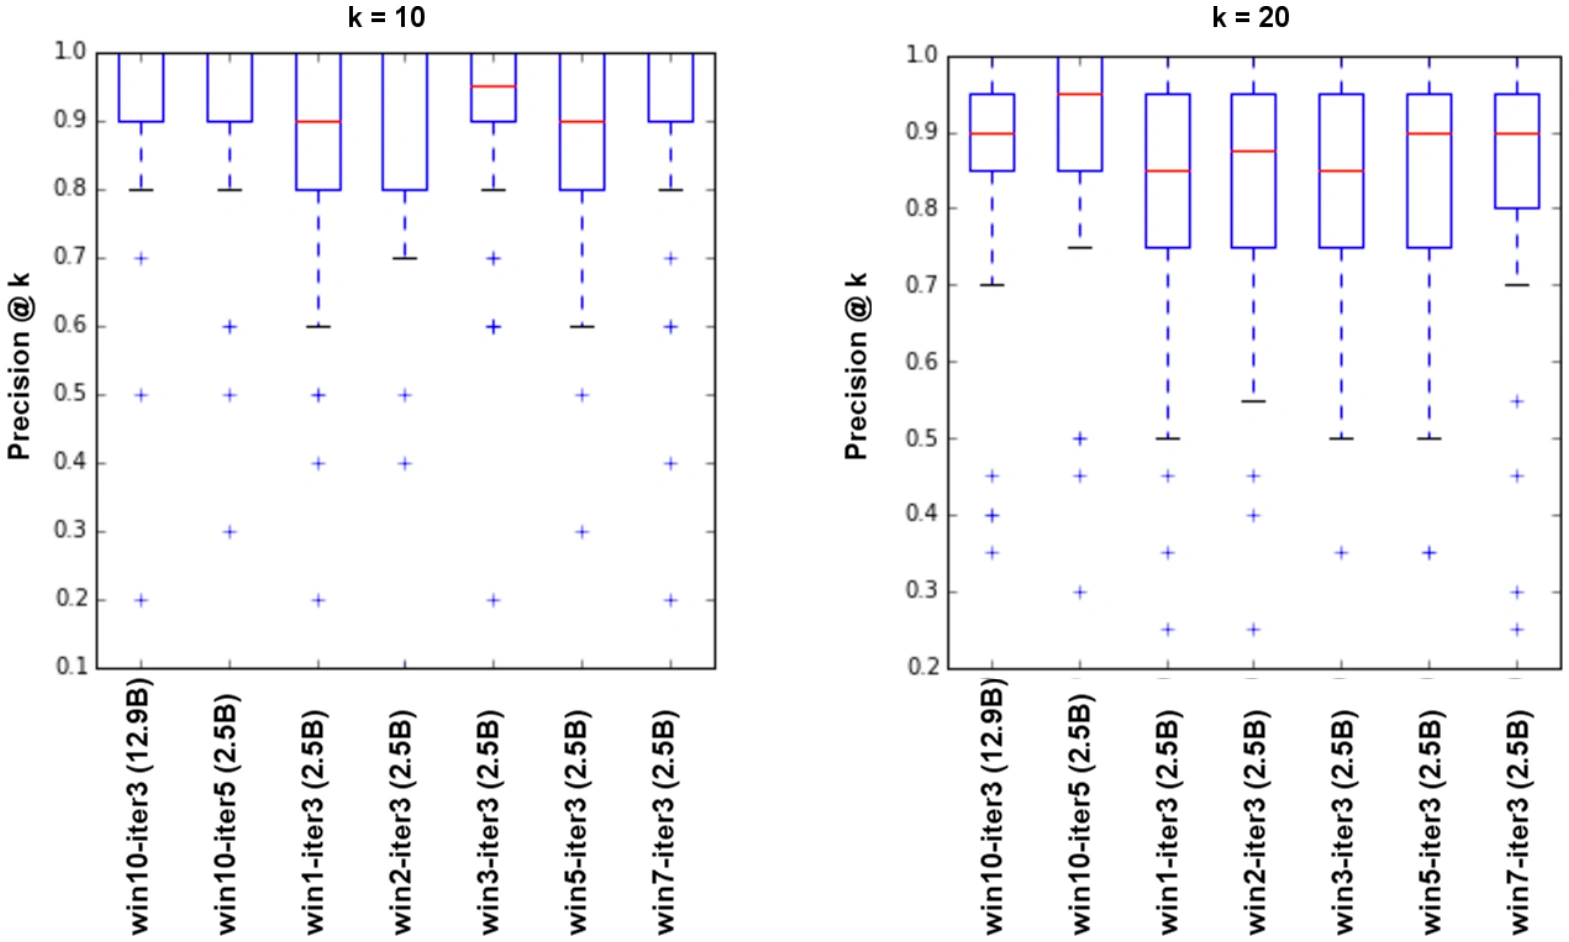 k = 10
Precision @ k
1.0
0.9
0.8
0.7
0.6
0.5
0.4
0.3
0.2
0.1
win10-iter3 (12.9B)
win10-iter5 (2.5B)
win1-iter3 (2.5B)
win2-iter3 (2.5B)
win3-iter3 (2.5B)
win5-iter3 (2.5B)
win7-iter3 (2.5B)
k = 20
Precision @ k
1.0
0.9
0.8
0.7
0.6
0.5
0.4
0.3
0.2
win10-iter3 (12.9B)
win10-iter5 (2.5B)
win1-iter3 (2.5B)
win2-iter3 (2.5B)
win3-iter3 (2.5B)
win5-iter3 (2.5B)
win7-iter3 (2.5B)